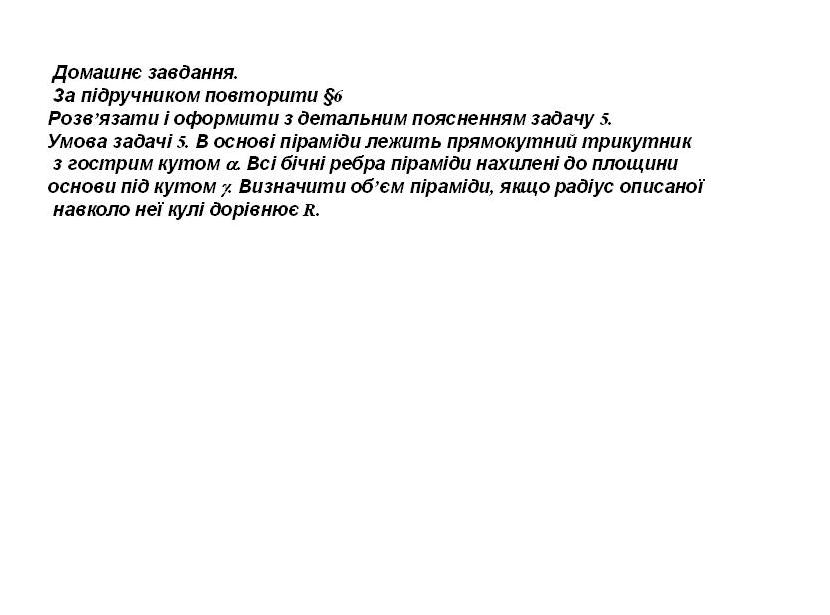 Домашнє завдання.
За підручником повторити §6
Розв’язати і оформити з детальним поясненням задачу 5.
Умова задачі 5. В основі піраміди лежить прямокутний трикутник
з гострим кутом α. Всі бічні ребра піраміди нахилені до площини
основи під кутом γ. Визначити об’єм піраміди, якщо радіус описаної
навколо неї кулі дорівнює R.